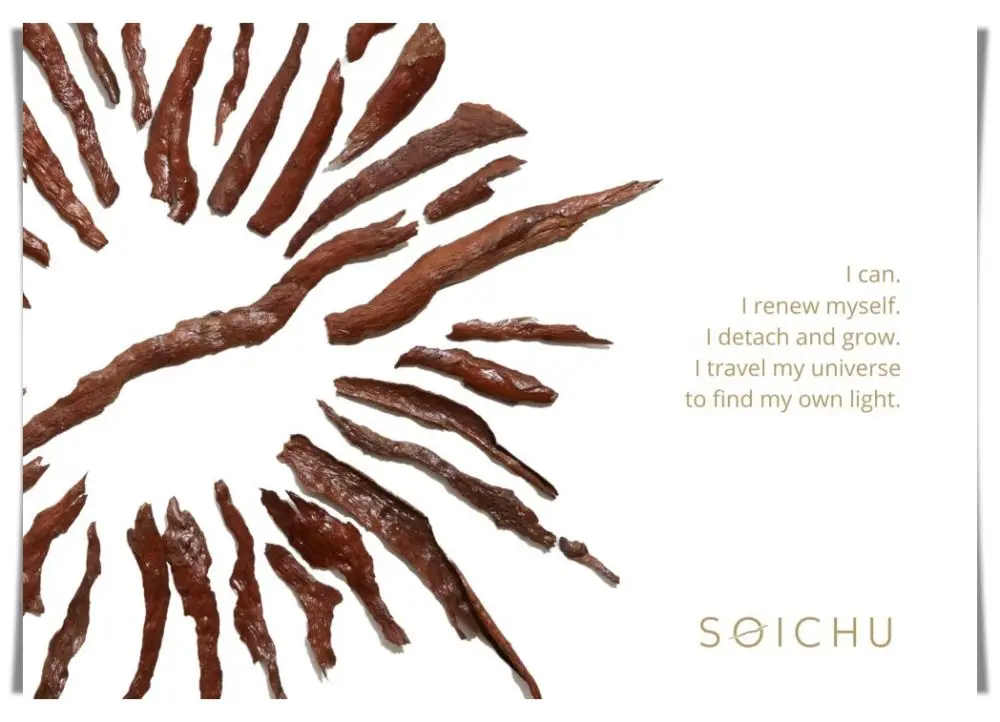 I can.
I renew myself.
I detach and grow.
I travel my universe
to find my own light.
SOICHU